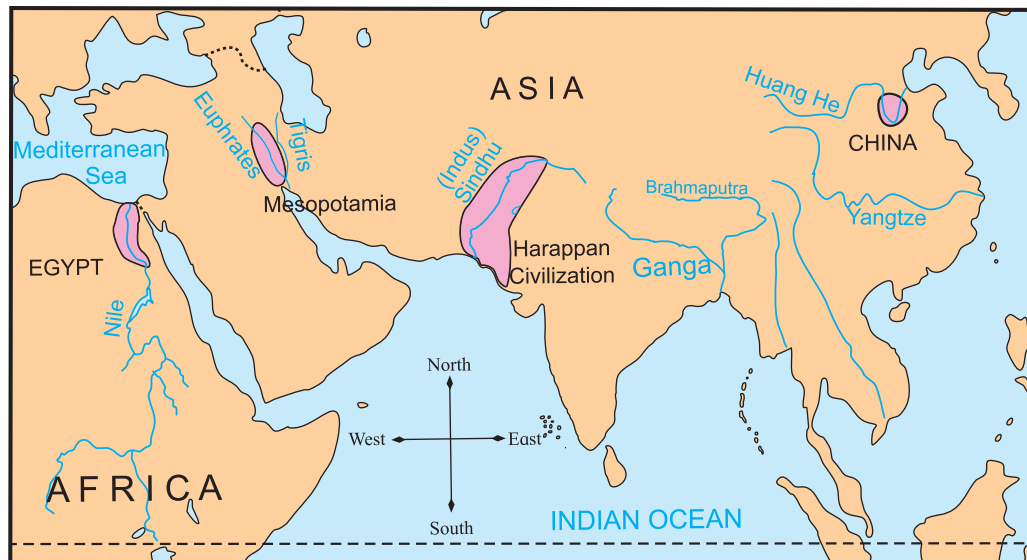 ASIA
Huang He
CHINA
Euphrates
Tigris
Mediterranean
Sea
(Indus)
Sindhu
Mesopotamia
Brahmaputra
Yangtze
EGYPT
Harappan
Civilization
Ganga
Nile
North
West
East
South
AFRICA
INDIAN OCEAN